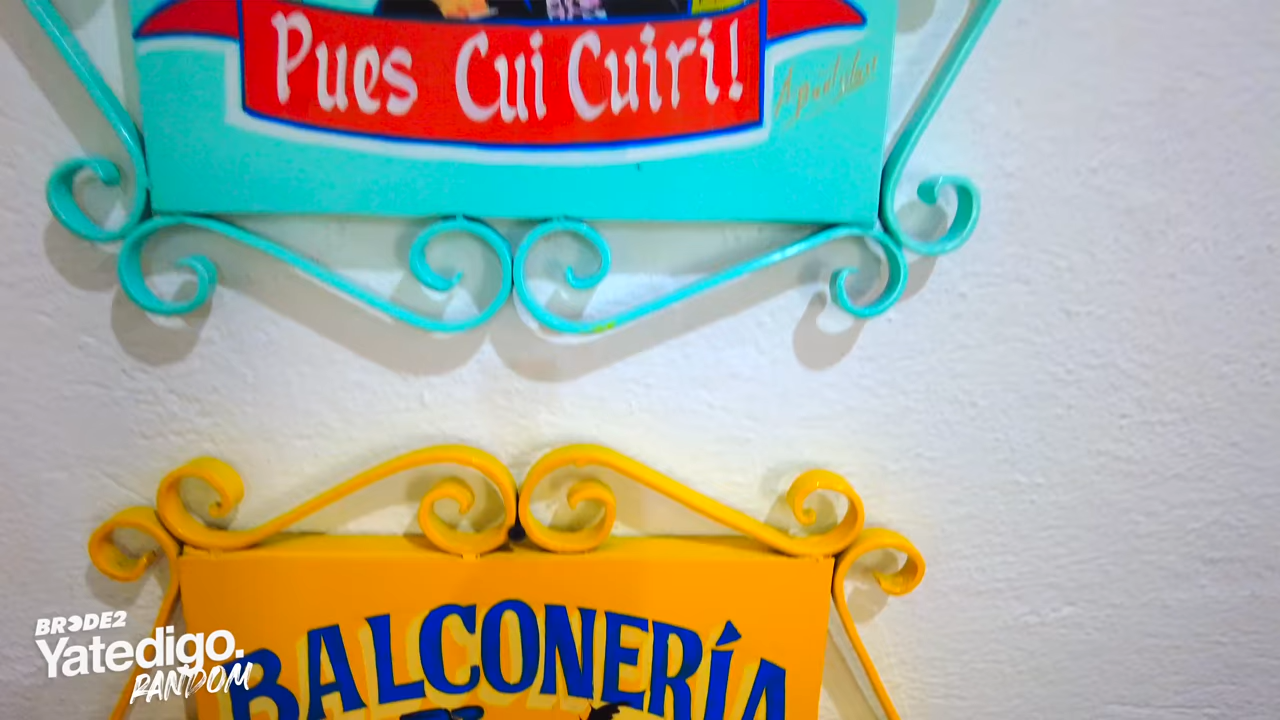 Pues Cui Cuiri!
BALCONERÍA
BRODE2
Yatedigo.
RANDOM